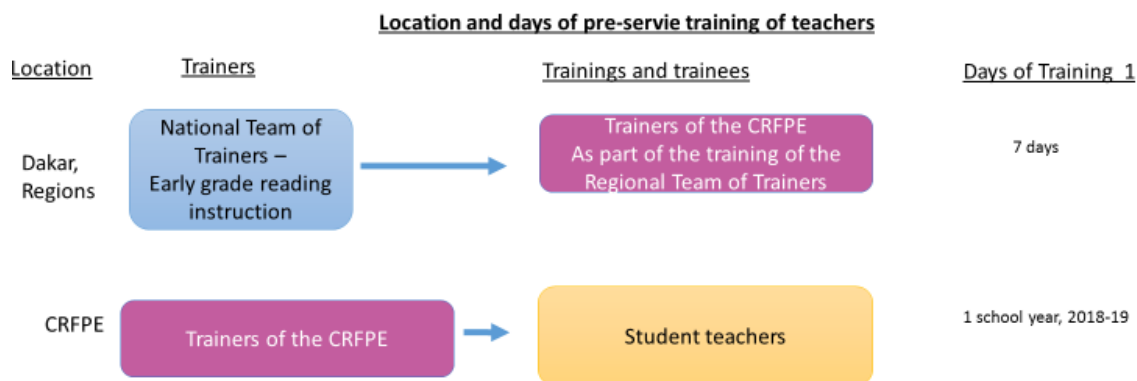 Location and days of pre-servie training of teachers
Location
Trainers
Trainings and trainees
Days of Training 1
Dakar,
Regions
National Team of
Trainers –
Early grade reading
instruction
Trainers of the CRFPE
As part of the training of the
Regional Team of Trainers
7 days
CRFPE
Trainers of the CRFPE
Student teachers
1 school year, 2018-19